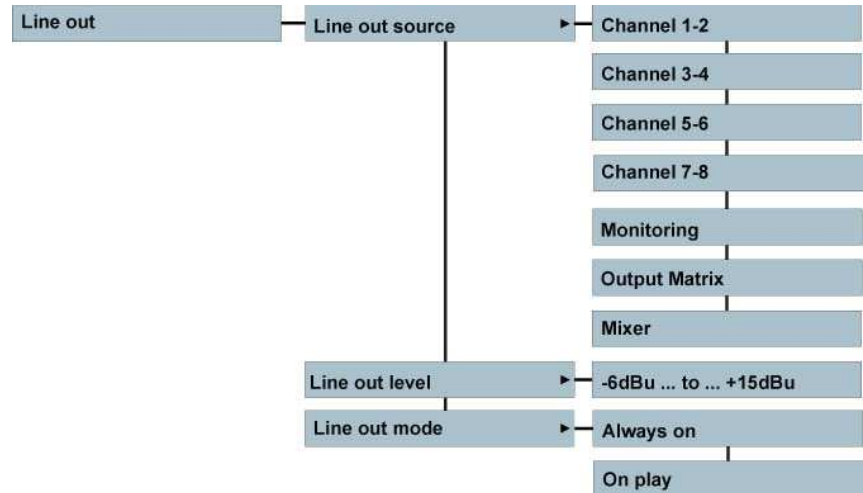 Line out
Line out source
Channel 1-2
Channel 3-4
Channel 5-6
Channel 7-8
Monitoring
Output Matrix
Mixer
Line out level
-6dBu ... to ... +15dBu
Line out mode
Always on
On play